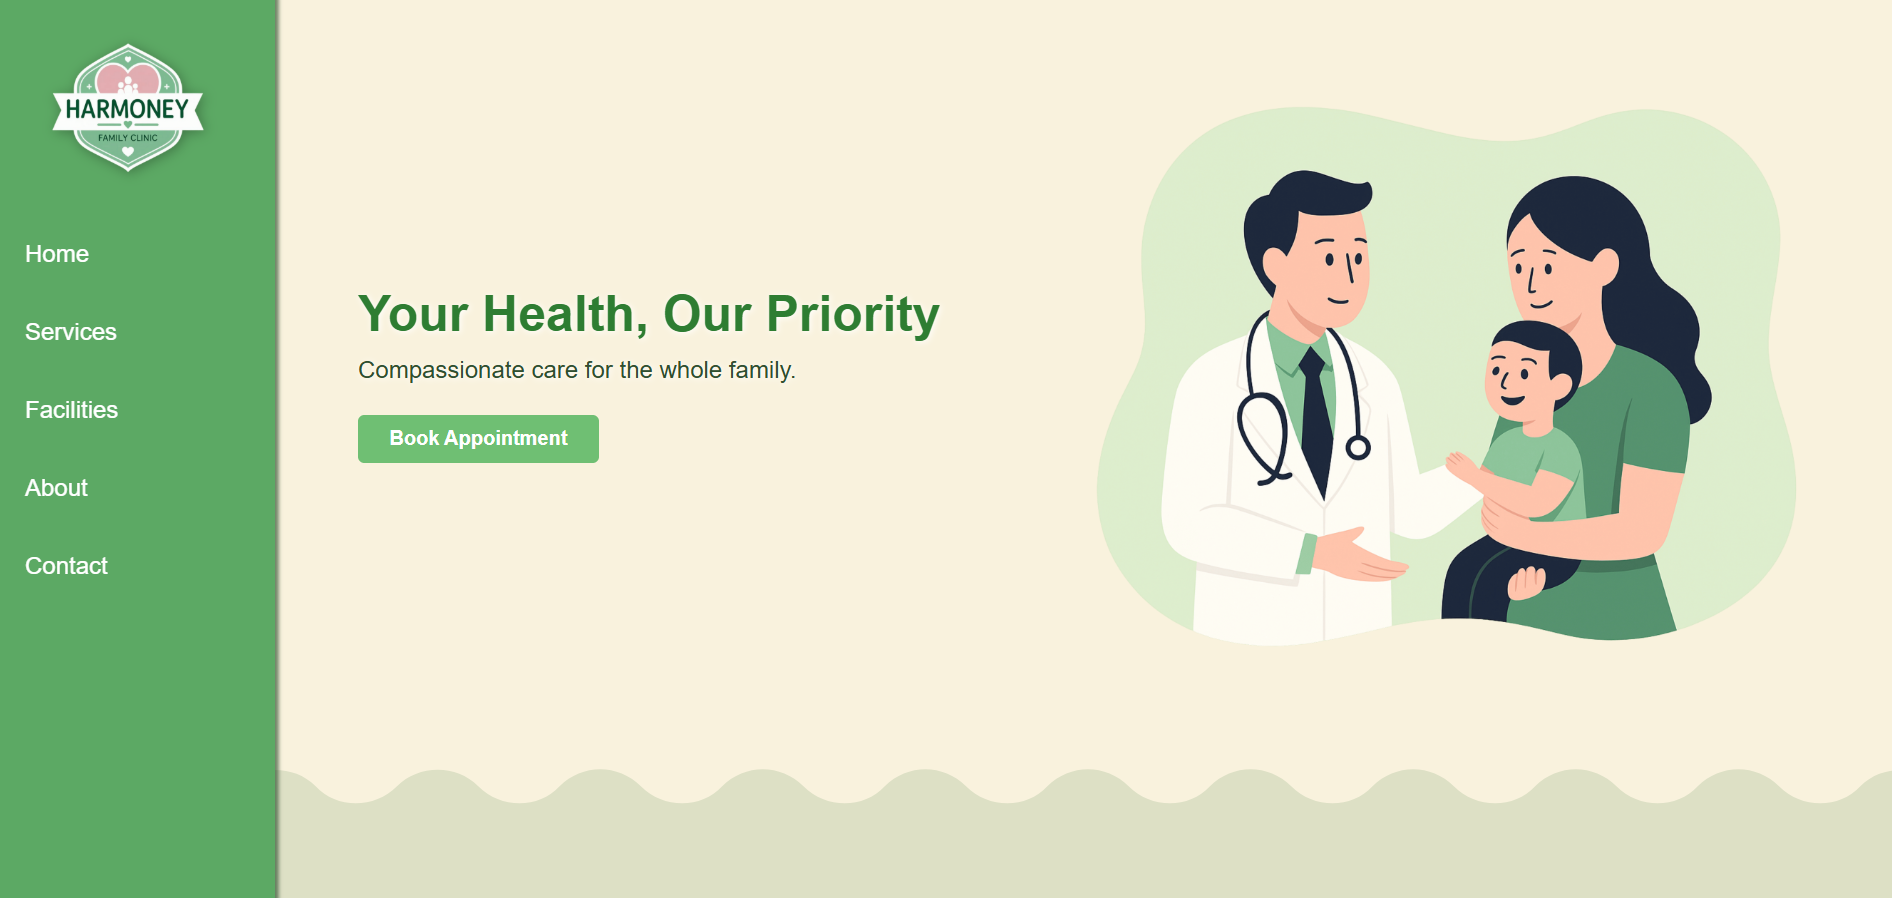 HARMONEY
FAMILY CLINIC
Home
Services
Facilities
About
Contact
Your Health, Our Priority
Compassionate care for the whole family.
Book Appointment